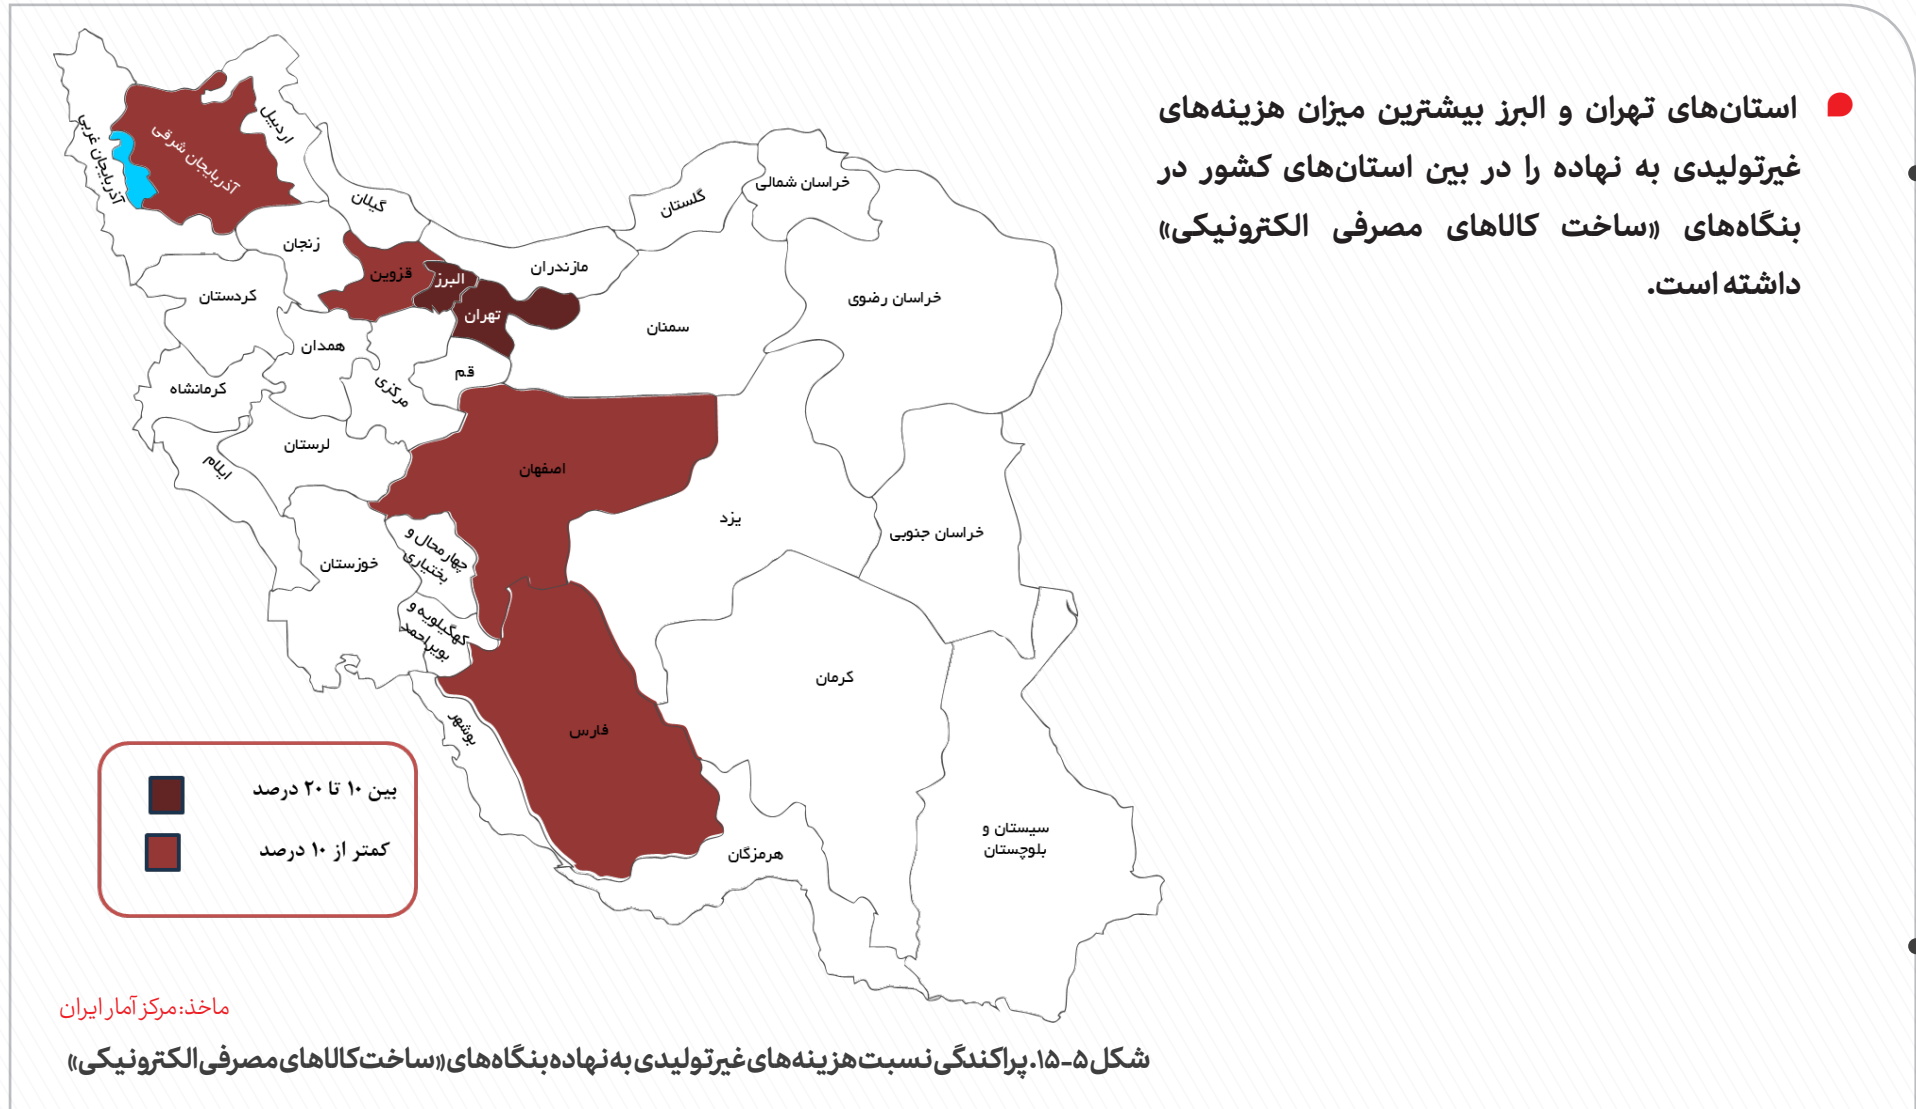 استان‌های تهران و البرز بیشترین میزان هزینه‌های
غیرتولیدی به نهاده را در بین استان‌های کشور در
بنگاه‌های «ساخت کالاهای مصرفی الکترونیکی»
داشته است.
اردبیل
آذربایجان شرقی
آذربایجان غربی
گیلان
گلستان
خراسان شمالی
زنجان
مازندران
قزوین
البرز
تهران
کردستان
سمنان
خراسان رضوی
همدان
قم
مرکزی
کرمانشاه
لرستان
ایلام
اصفهان
یزد
خراسان جنوبی
چهارمحال و
بختیاری
خوزستان
کهگیلویه و
بویراحمد
کرمان
بوشهر
فارس
سیستان و
بلوچستان
هرمزگان
بین ۱۰ تا ۲۰ درصد
کمتر از ۱۰ درصد
ماخذ: مرکز آمار ایران
شکل ۵-۱۵. پراکندگی نسبت هزینه‌های غیرتولیدی به نهاده بنگاه‌های «ساخت کالاهای مصرفی الکترونیکی»